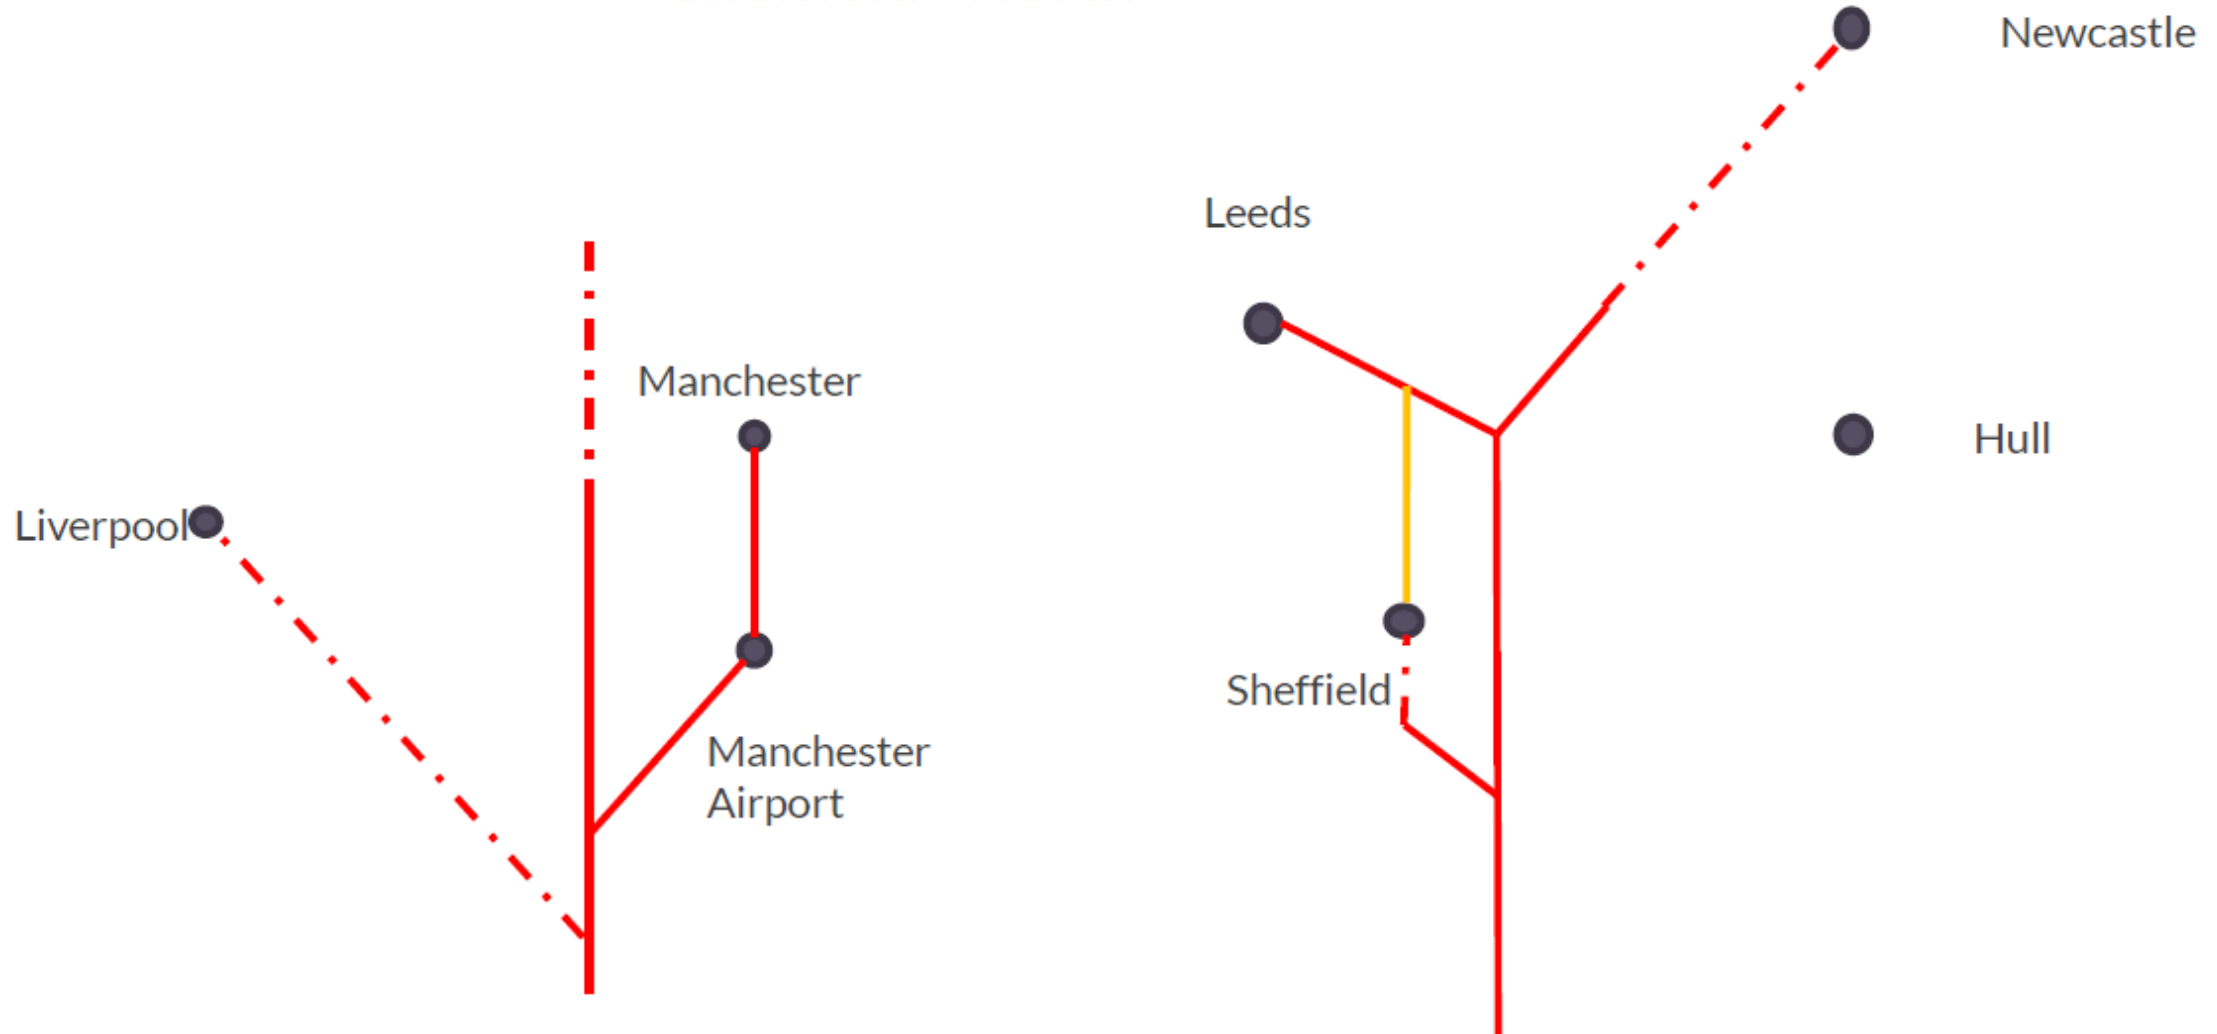 Newcastle
Leeds
Manchester
Hull
Liverpool
Sheffield
Manchester
Airport